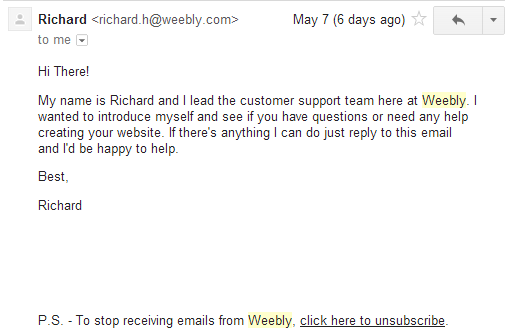 Richard <richard.h@weebly.com> May 7 (6 days ago)
to me
Hi There!
My name is Richard and I lead the customer support team here at Weebly. I
wanted to introduce myself and see if you have questions or need any help
creating your website. If there's anything I can do just reply to this email
and I'd be happy to help.
Best,
Richard
P.S. - To stop receiving emails from Weebly, click here to unsubscribe.